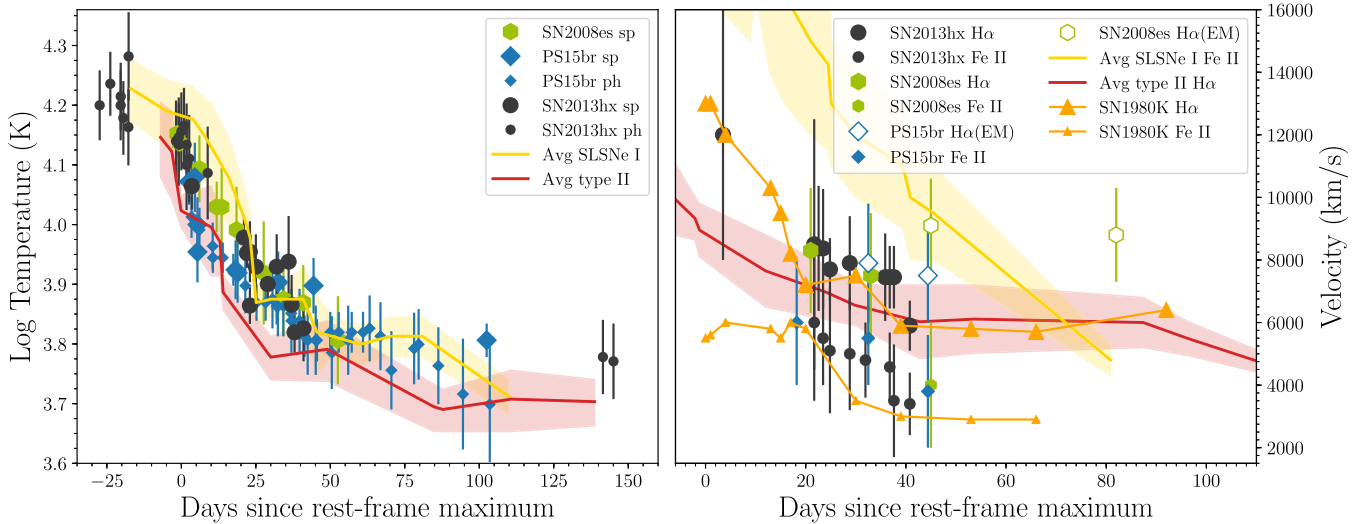 4.3
4.2
4.1
4.0
3.9
3.8
3.7
3.6
Log Temperature (K)
SN2008es sp
PS15br sp
PS15br ph
SN2013hx sp
SN2013hx ph
Avg SLSNe I
Avg type II
−25 0 25 50 75 100 125 150
Days since rest-frame maximum
SN2013hx Hα
SN2013hx Fe II
SN2008es Hα
SN2008es Fe II
PS15br Hα(EM)
PS15br Fe II
SN2008es Hα(EM)
Avg SLSNe I Fe II
Avg type II Hα
SN1980K Hα
SN1980K Fe II
16000
14000
12000
10000
8000
6000
4000
2000
Velocity (km/s)
0 20 40 60 80 100
Days since rest-frame maximum